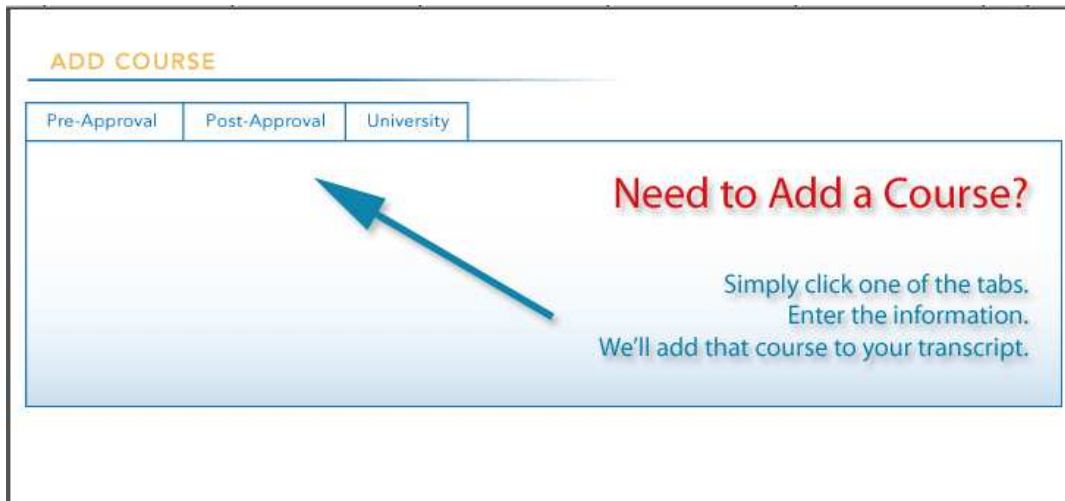 ADD COURSE
Pre-Approval Post-Approval University
Need to Add a Course?
Simply click one of the tabs.
Enter the information.
We'll add that course to your transcript.